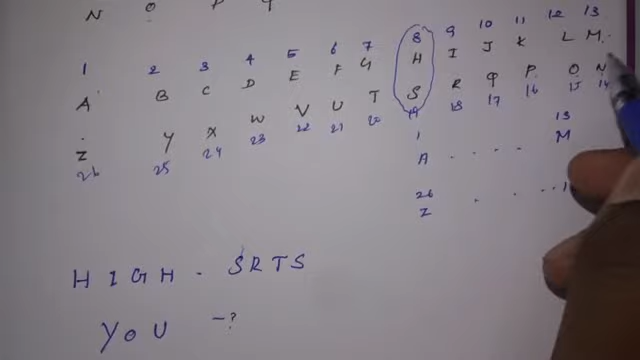 N O P Y
1 2 3 4 5 6 7 8 9 10 11 12 13
A B C D E F G H I J K L M
Z Y X W V U T S R Q P O N
26 25 24 23 22 21 20 19 18 17 16 15 14
1 13
A . . . . M
26
Z . . . .
HIGH - SRTS
YOU - ?